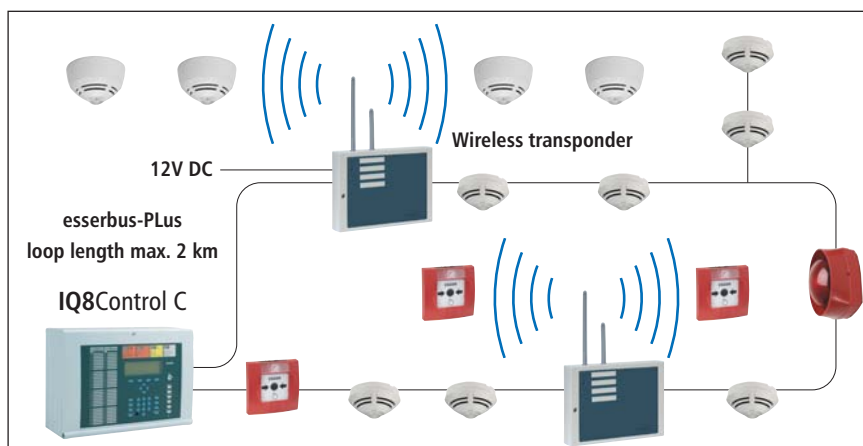 Wireless transponder
12V DC
esserbus-PLus
loop length max. 2 km
IQ8Control C